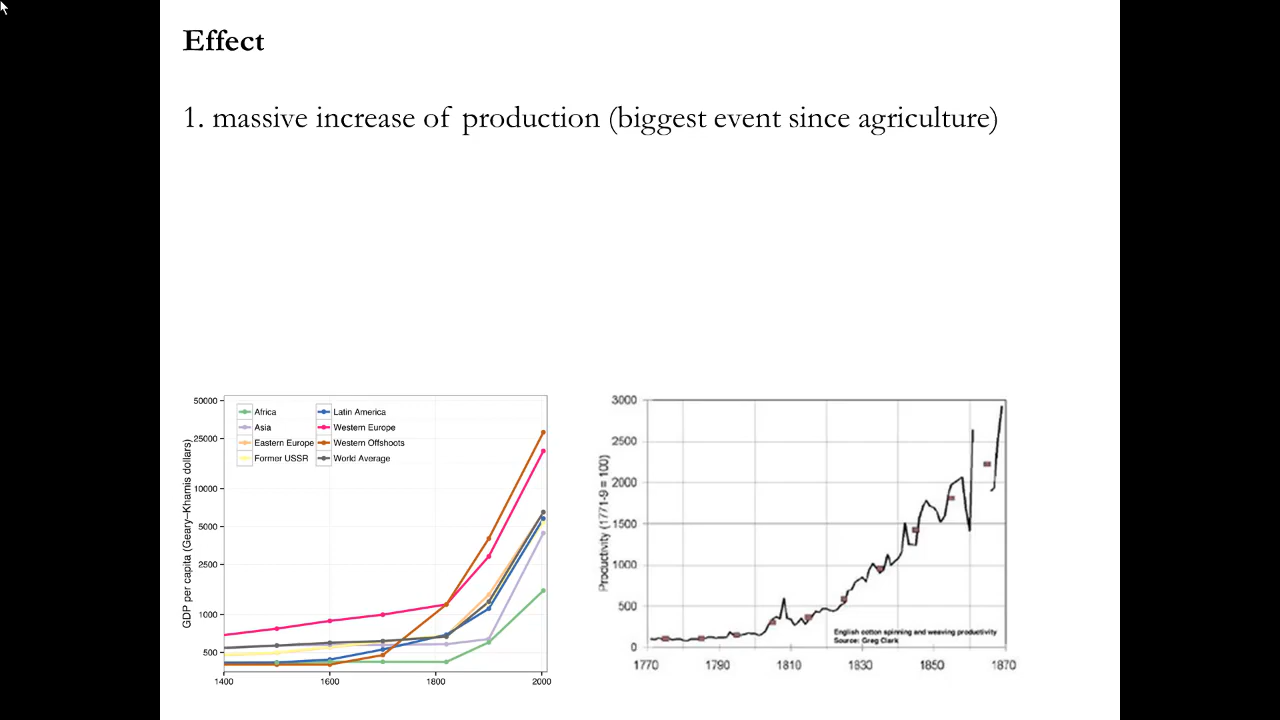 Effect
1. massive increase of production (biggest event since agriculture)
50000
25000
10000
5000
2500
1000
500
GDP per capita (Geary–Khamis dollars)
Africa
Asia
Eastern Europe
Former USSR
Latin America
Western Europe
Western Offshoots
World Average
1400 1600 1800 2000
3000
2500
2000
1500
1000
500
0
Productivity (1771-9 = 100)
English cotton spinning and weaving productivity
Source: Greg Clark
1770 1790 1810 1830 1850 1870